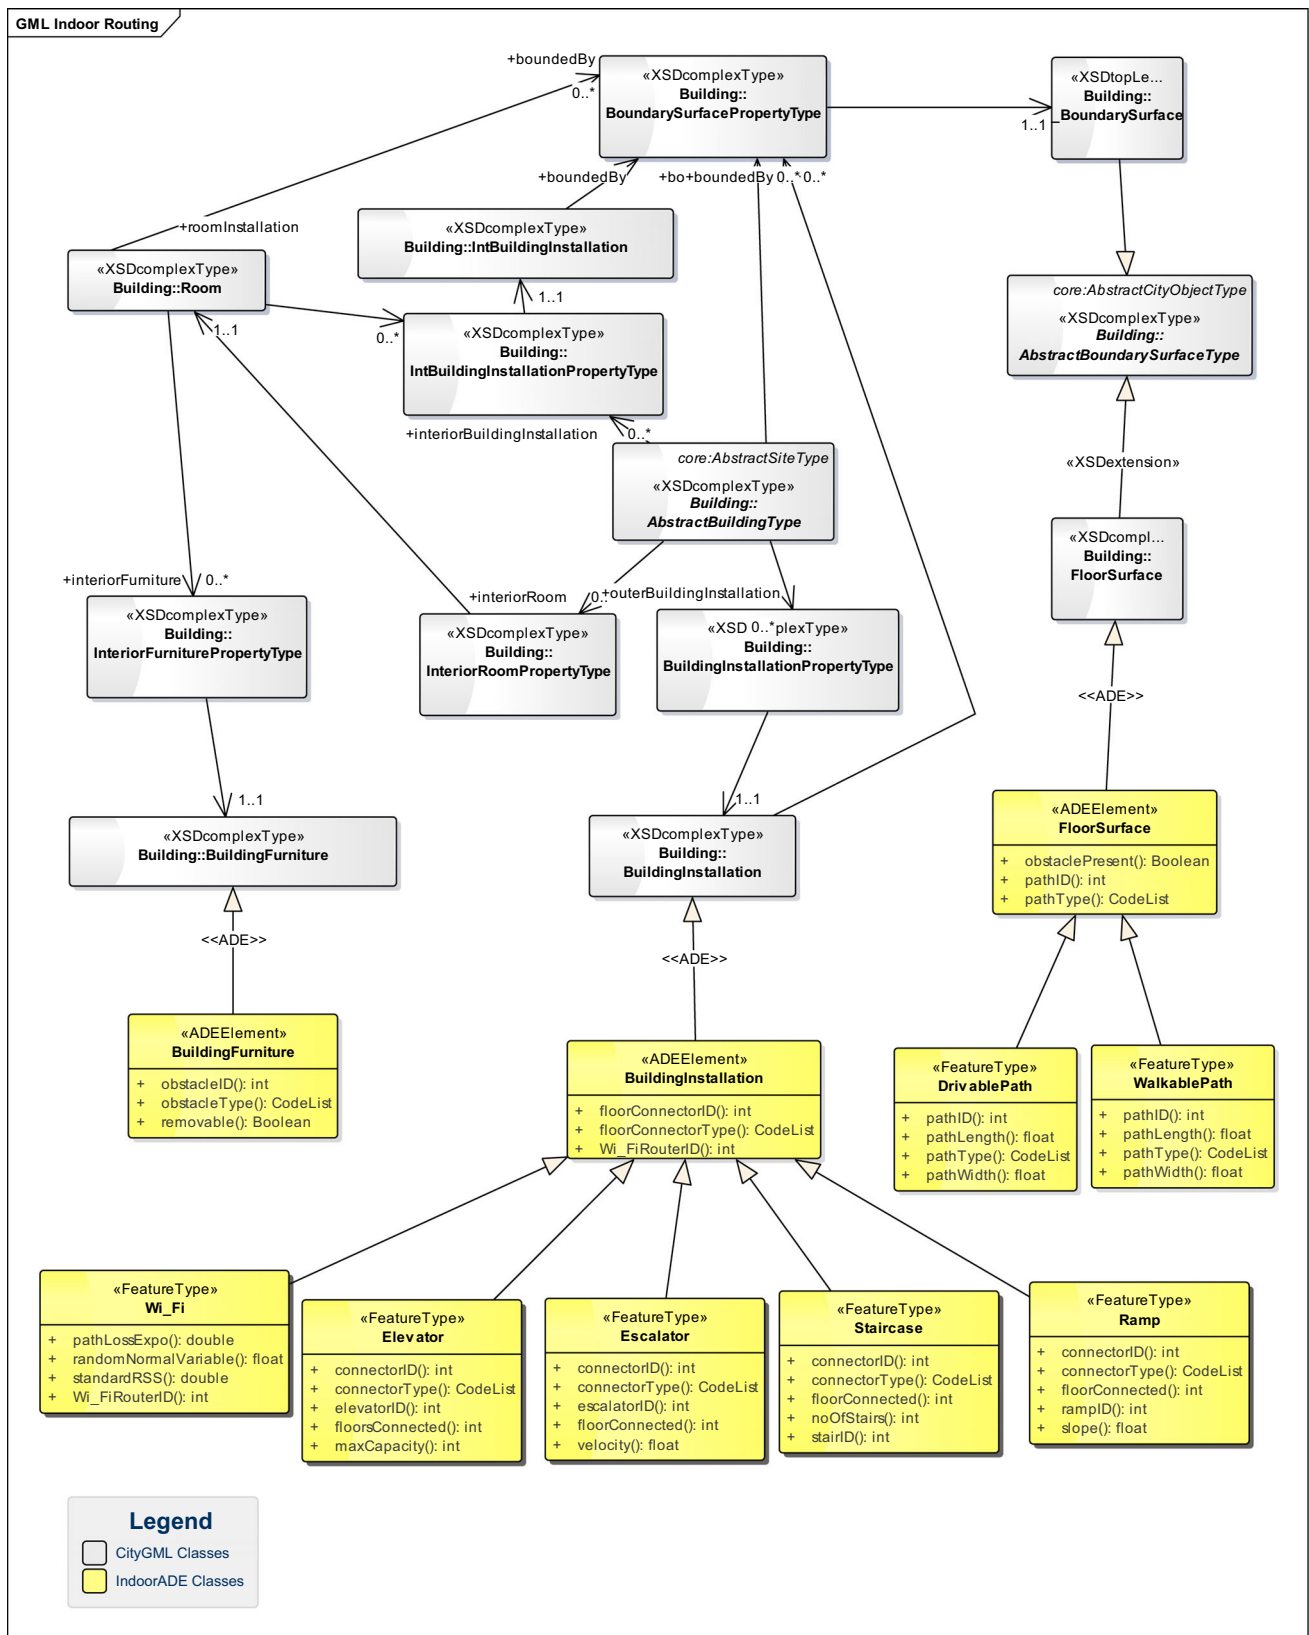 GML Indoor Routing
+boundedBy
0..*
«XSDcomplexType»
Building::
BoundarySurfacePropertyType
1..1
«XSDtopLe...
Building::
_BoundarySurface
+boundedBy
+bo+boundedBy 0..* 0..*
+roomInstallation
«XSDcomplexType»
Building::IntBuildingInstallation
«XSDcomplexType»
Building::Room
1..1
0..*
1..1
«XSDcomplexType»
Building::
IntBuildingInstallationPropertyType
core:AbstractCityObjectType
«XSDcomplexType»
Building::
AbstractBoundarySurfaceType
+interiorBuildingInstallation
0..*
core:AbstractSiteType
«XSDcomplexType»
Building::
AbstractBuildingType
«XSDextension»
«XSDcompl...
Building::
FloorSurface
+interiorFurniture
0..*
«XSDcomplexType»
Building::
InteriorFurniturePropertyType
+interiorRoom
0..
+outerBuildingInstallation
«XSDcomplexType»
Building::
InteriorRoomPropertyType
«XSD 0..* plexType»
Building::
BuildingInstallationPropertyType
<<ADE>>
1..1
«XSDcomplexType»
Building::BuildingFurniture
1..1
«XSDcomplexType»
Building::
BuildingInstallation
«ADEElement»
FloorSurface
+ obstaclePresent(): Boolean
+ pathID(): int
+ pathType(): CodeList
<<ADE>>
<<ADE>>
«ADEElement»
BuildingFurniture
+ obstacleID(): int
+ obstacleType(): CodeList
+ removable(): Boolean
«ADEElement»
BuildingInstallation
+ floorConnectorID(): int
+ floorConnectorType(): CodeList
+ Wi_FiRouterID(): int
«FeatureType»
DrivablePath
+ pathID(): int
+ pathLength(): float
+ pathType(): CodeList
+ pathWidth(): float
«FeatureType»
WalkablePath
+ pathID(): int
+ pathLength(): float
+ pathType(): CodeList
+ pathWidth(): float
«FeatureType»
Wi_Fi
+ pathLossExpo(): double
+ randomNormalVariable(): float
+ standardRSS(): double
+ Wi_FiRouterID(): int
«FeatureType»
Elevator
+ connectorID(): int
+ connectorType(): CodeList
+ elevatorID(): int
+ floorsConnected(): int
+ maxCapacity(): int
«FeatureType»
Escalator
+ connectorID(): int
+ connectorType(): CodeList
+ escalatorID(): int
+ floorConnected(): int
+ velocity(): float
«FeatureType»
Staircase
+ connectorID(): int
+ connectorType(): CodeList
+ floorConnected(): int
+ noOfStairs(): int
+ stairID(): int
«FeatureType»
Ramp
+ connectorID(): int
+ connectorType(): CodeList
+ floorConnected(): int
+ rampID(): int
+ slope(): float
Legend
CityGML Classes
IndoorADE Classes